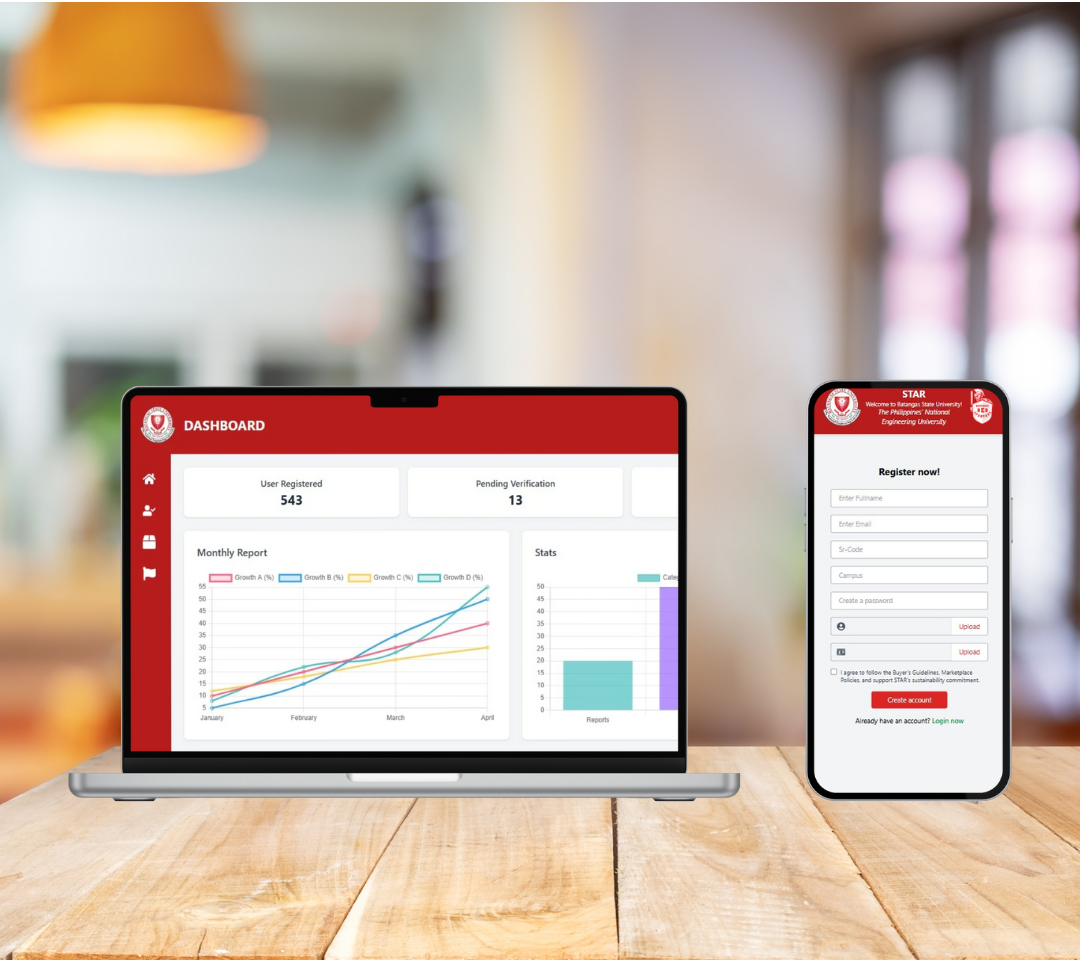 DASHBOARD
User Registered
543
Pending Verification
13
Monthly Report
Growth A (%) Growth B (%) Growth C (%) Growth D (%)
55
50
45
40
35
30
25
20
15
10
5
January February March April
Stats
50
45
40
35
30
25
20
15
10
5
0
Reports
STAR
Welcome to Batangas State University!
The Philippines' National
Engineering University
Register now!
Enter Fullname
Enter Email
Sr-Code
Campus
Create a password
Upload
Upload
I agree to follow the Buyer's Guidelines, Marketplace
Policies, and support STAR's sustainability commitment.
Create account
Already have an account? Login now